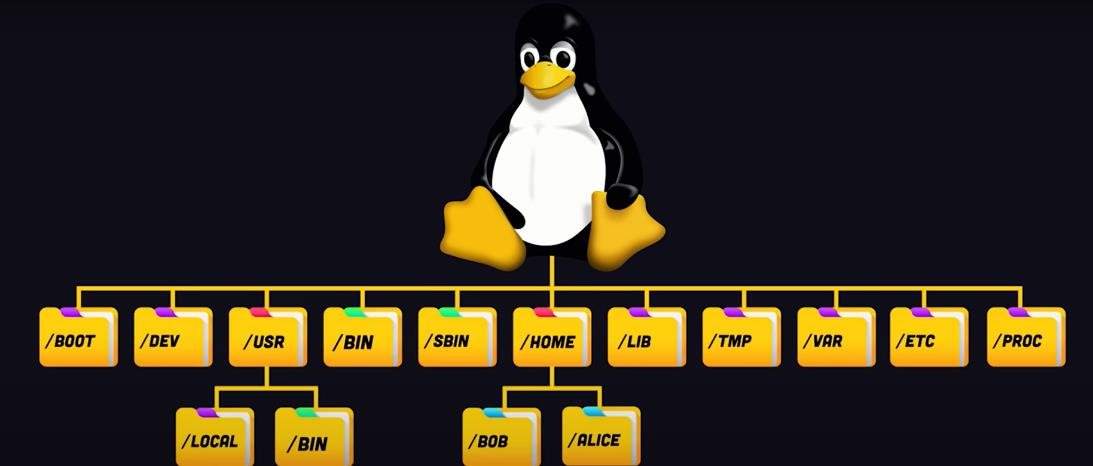 /BOOT
/DEV
/USR
/BIN
/SBIN
/HOME
/LIB
/TMP
/VAR
/ETC
/PROC
/LOCAL
/BIN
/BOB
/ALICE